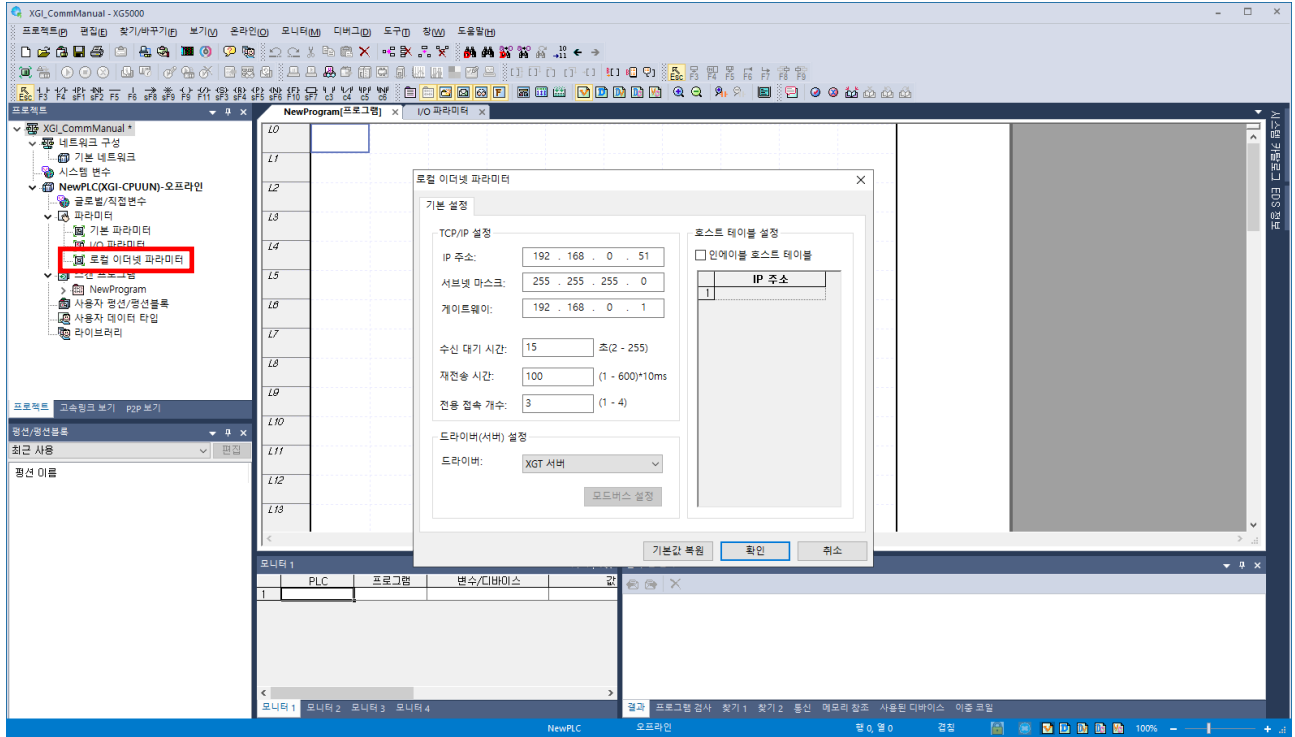 XGI_CommManual - XG5000
프로젝트(P) 편집(E) 찾기/바꾸기(F) 보기(V) 온라인(O) 모니터(M) 디버그(D) 도구(T) 창(W) 도움말(H)
프로젝트
NewProgram[프로그램] I/O 파라미터
XGI_CommManual *
네트워크 구성
기본 네트워크
시스템 변수
NewPLC(XGI-CPUUN)-오프라인
글로벌/직접변수
파라미터
기본 파라미터
I/O 파라미터
로컬 이더넷 파라미터
스캔 프로그램
NewProgram
사용자 펑션/펑션블록
사용자 데이터 타입
라이브러리
프로젝트 고속링크 보기 P2P 보기
펑션/펑션블록
최근 사용 편집
펑션 이름
L0
L1
L2
L3
L4
L5
L6
L7
L8
L9
L10
L11
L12
L13
로컬 이더넷 파라미터
기본 설정
TCP/IP 설정
IP 주소: 192 . 168 . 0 . 51
서브넷 마스크: 255 . 255 . 255 . 0
게이트웨이: 192 . 168 . 0 . 1
수신 대기 시간: 15 초(2 - 255)
재전송 시간: 100 (1 - 600)*10ms
전용 접속 개수: 3 (1 - 4)
드라이버(서버) 설정
드라이버: XGT 서버
모드버스 설정
호스트 테이블 설정
인에이블 호스트 테이블
IP 주소
1
기본값 복원 확인 취소
시스템 카탈로그 EDS 정보
모니터 1
PLC 프로그램 변수/디바이스 값
1
모니터 1 모니터 2 모니터 3 모니터 4
결과 프로그램 검사 찾기 1 찾기 2 통신 메모리 참조 사용된 디바이스 이중 코일
NewPLC 오프라인 행 0, 열 0 겹침 100%